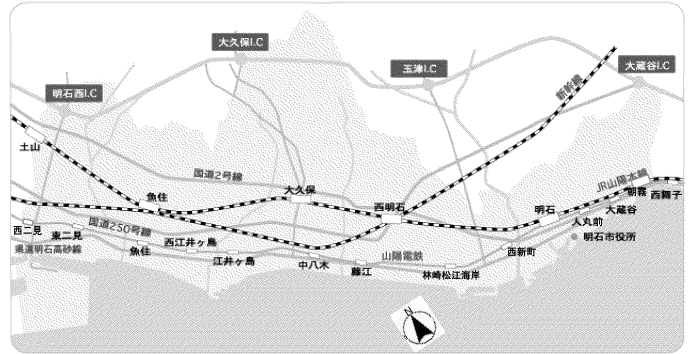 大久保I.C
玉津I.C
大蔵谷I.C
明石西I.C
新幹線
土山
国道2号線
魚住
大久保
西明石
JR山陽本線
朝霧
西舞子
明石
大蔵谷
人丸前
明石市役所
西二見
東二見
国道250号線
県道明石高砂線
魚住
西江井ヶ島
江井ヶ島
中八木
藤江
山陽電鉄
林崎松江海岸
西新町
N